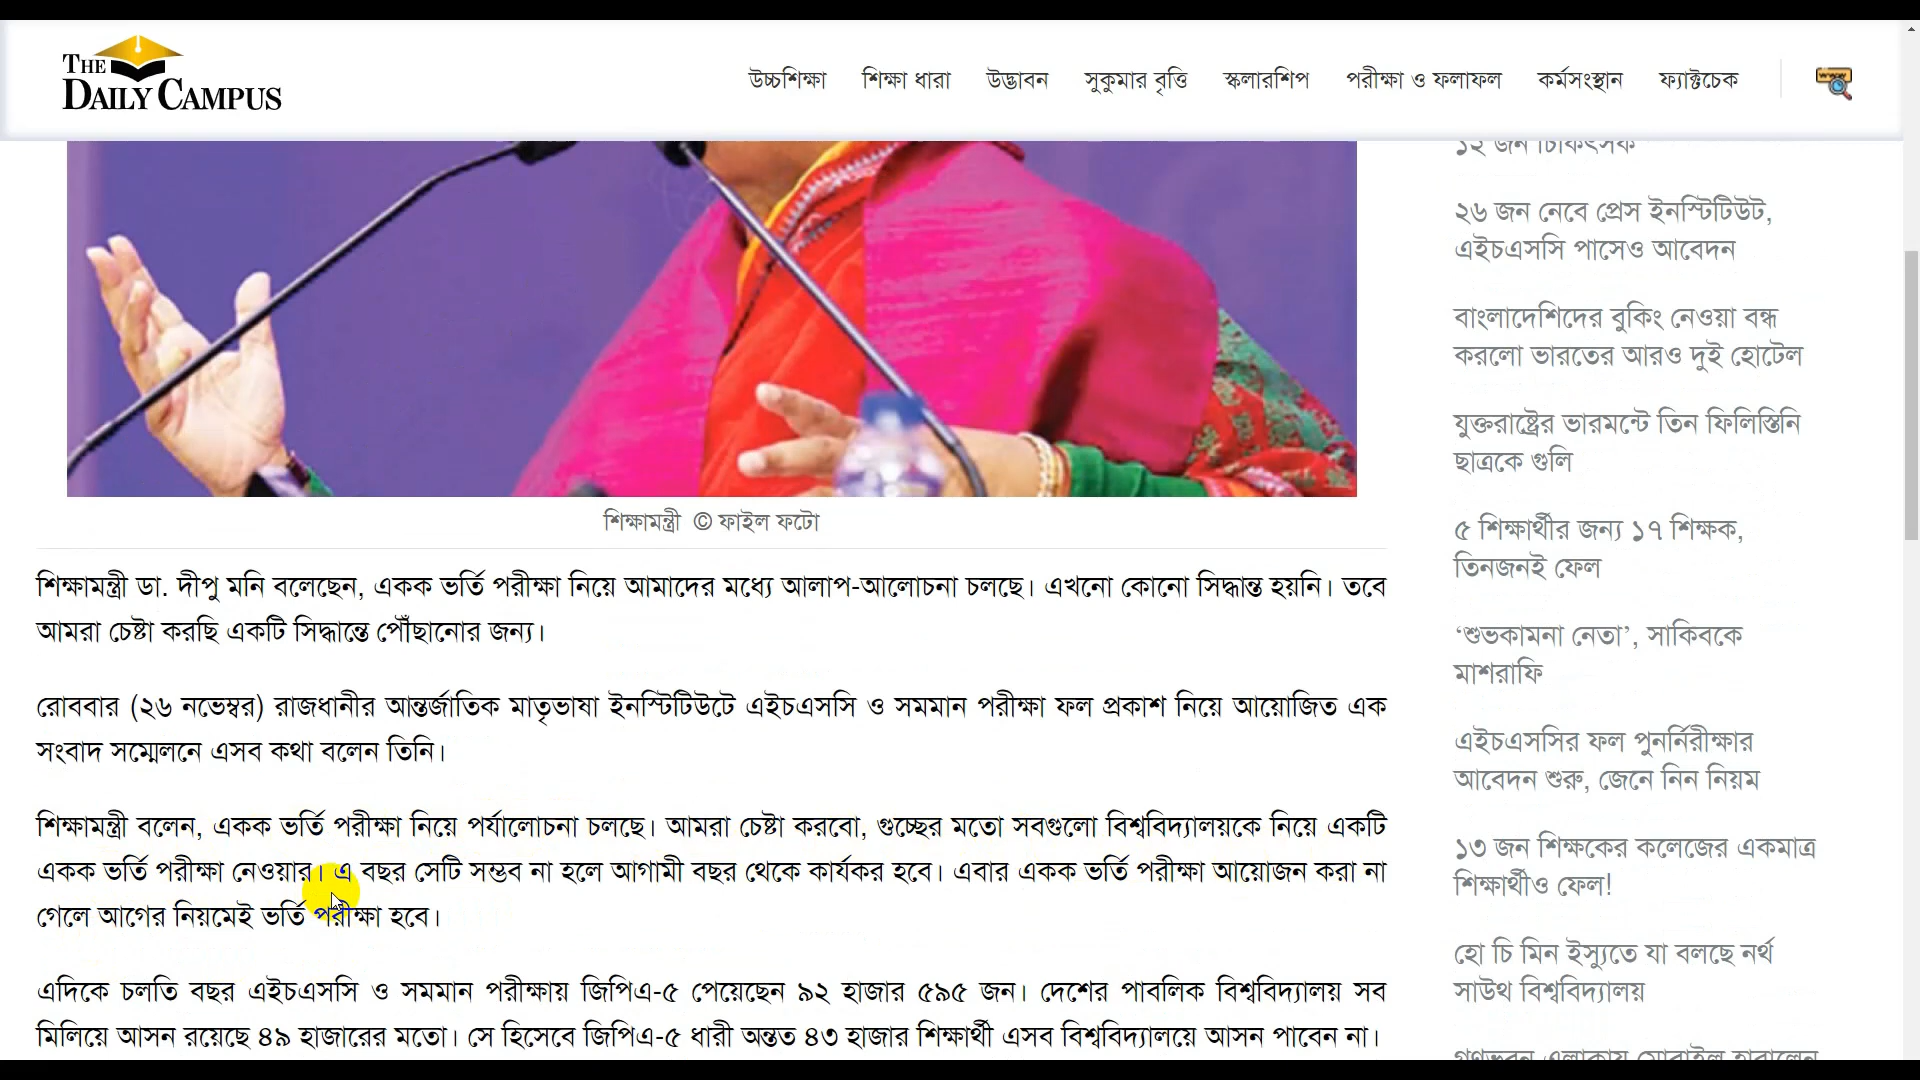 THE
DAILY CAMPUS
উচ্চশিক্ষা শিক্ষা ধারা উদ্ভাবন সুকুমার বৃত্তি স্কলারশিপ পরীক্ষা ও ফলাফল কর্মসংস্থান ফ্যাক্টচেক
শিক্ষামন্ত্রী © ফাইল ফটো
শিক্ষামন্ত্রী ডা. দীপু মনি বলেছেন, একক ভর্তি পরীক্ষা নিয়ে আমাদের মধ্যে আলাপ-আলোচনা চলছে। এখনো কোনো সিদ্ধান্ত হয়নি। তবে
আমরা চেষ্টা করছি একটি সিদ্ধান্তে পৌঁছানোর জন্য।
রোববার (২৬ নভেম্বর) রাজধানীর আন্তর্জাতিক মাতৃভাষা ইনস্টিটিউটে এইচএসসি ও সমমান পরীক্ষা ফল প্রকাশ নিয়ে আয়োজিত এক
সংবাদ সম্মেলনে এসব কথা বলেন তিনি।
শিক্ষামন্ত্রী বলেন, একক ভর্তি পরীক্ষা নিয়ে পর্যালোচনা চলছে। আমরা চেষ্টা করবো, গুচ্ছের মতো সবগুলো বিশ্ববিদ্যালয়কে নিয়ে একটি
একক ভর্তি পরীক্ষা নেওয়ার। এ বছর সেটি সম্ভব না হলে আগামী বছর থেকে কার্যকর হবে। এবার একক ভর্তি পরীক্ষা আয়োজন করা না
গেলে আগের নিয়মেই ভর্তি পরীক্ষা হবে।
এদিকে চলতি বছর এইচএসসি ও সমমান পরীক্ষায় জিপিএ-৫ পেয়েছেন ৯২ হাজার ৫৯৫ জন। দেশের পাবলিক বিশ্ববিদ্যালয় সব
মিলিয়ে আসন রয়েছে ৪৯ হাজারের মতো। সে হিসেবে জিপিএ-৫ ধারী অন্তত ৪৩ হাজার শিক্ষার্থী এসব বিশ্ববিদ্যালয়ে আসন পাবেন না।
১২ জন চিকিৎসক
২৬ জন নেবে প্রেস ইনস্টিটিউট,
এইচএসসি পাসেও আবেদন
বাংলাদেশিদের বুকিং নেওয়া বন্ধ
করলো ভারতের আরও দুই হোটেল
যুক্তরাষ্ট্রের ভারমন্টে তিন ফিলিস্তিনি
ছাত্রকে গুলি
৫ শিক্ষার্থীর জন্য ১৭ শিক্ষক,
তিনজনই ফেল
‘শুভকামনা নেতা’, সাকিবকে
মাশরাফি
এইচএসসির ফল পুনর্নিরীক্ষার
আবেদন শুরু, জেনে নিন নিয়ম
১৩ জন শিক্ষকের কলেজের একমাত্র
শিক্ষার্থীও ফেল!
হো চি মিন ইস্যুতে যা বলছে নর্থ
সাউথ বিশ্ববিদ্যালয়
গণভবন এলাকায় মোবাইল হারালেন